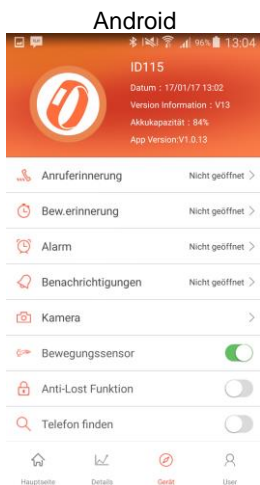 Android
96% 13:04
ID115
Datum : 17/01/17 13:02
Version Information : V13
Akkukapazität : 84%
App Version:V1.0.13
Anruferinnerung Nicht geöffnet >
Bew.erinnerung Nicht geöffnet >
Alarm Nicht geöffnet >
Benachrichtigungen Nicht geöffnet >
Kamera >
Bewegungssensor
Anti-Lost Funktion
Telefon finden
Hauptseite Details Gerät User